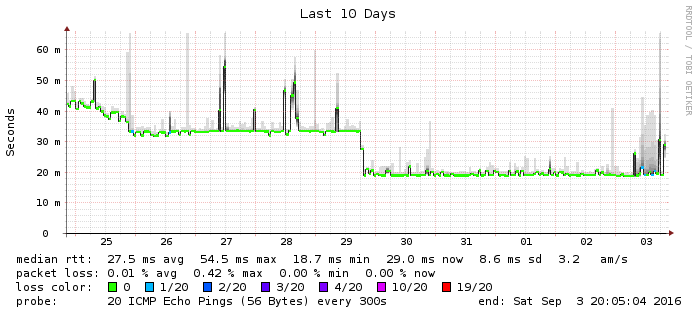 Last 10 Days
RRDTOOL / TOBI OETIKER
Seconds
60 m
50 m
40 m
30 m
20 m
10 m
0
25 26 27 28 29 30 31 01 02 03
median rtt: 27.5 ms avg 54.5 ms max 18.7 ms min 29.0 ms now 8.6 ms sd 3.2 am/s
packet loss: 0.01 % avg 0.42 % max 0.00 % min 0.00 % now
loss color: 0 1/20 2/20 3/20 4/20 10/20 19/20
probe: 20 ICMP Echo Pings (56 Bytes) every 300s end: Sat Sep 3 20:05:04 2016